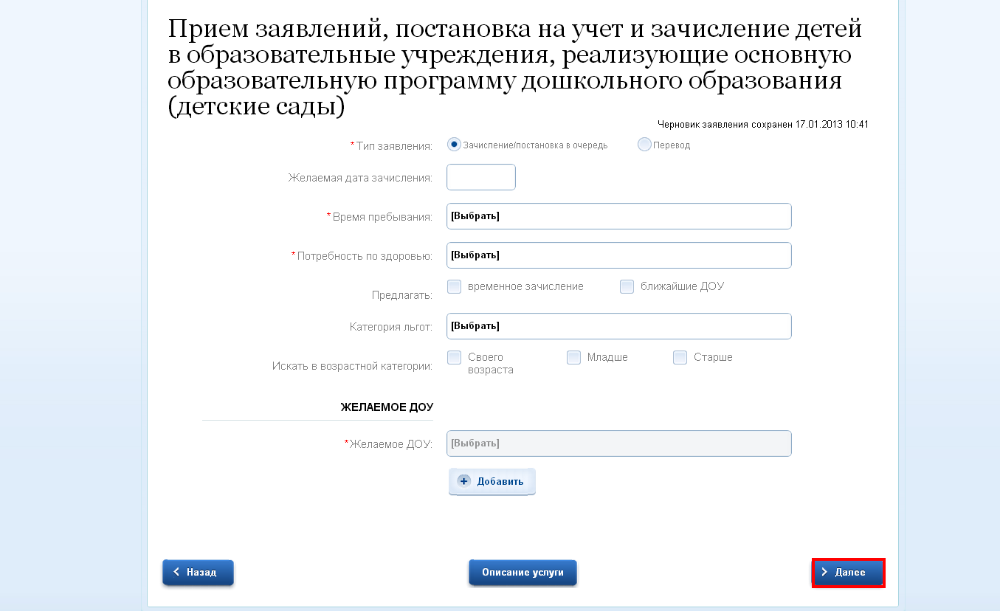 Прием заявлений, постановка на учет и зачисление детей
в образовательные учреждения, реализующие основную
образовательную программу дошкольного образования
(детские сады)
Черновик заявления сохранен 17.01.2013 10:41
* Тип заявления: Зачисление/постановка в очередь Перевод
Желаемая дата зачисления:
* Время пребывания: [Выбрать]
* Потребность по здоровью: [Выбрать]
Предлагать: временное зачисление ближайшие ДОУ
Категория льгот: [Выбрать]
Искать в возрастной категории: Своего возраста Младше Старше
ЖЕЛАЕМОЕ ДОУ
*Желаемое ДОУ: [Выбрать]
+ Добавить
Назад Описание услуги Далее